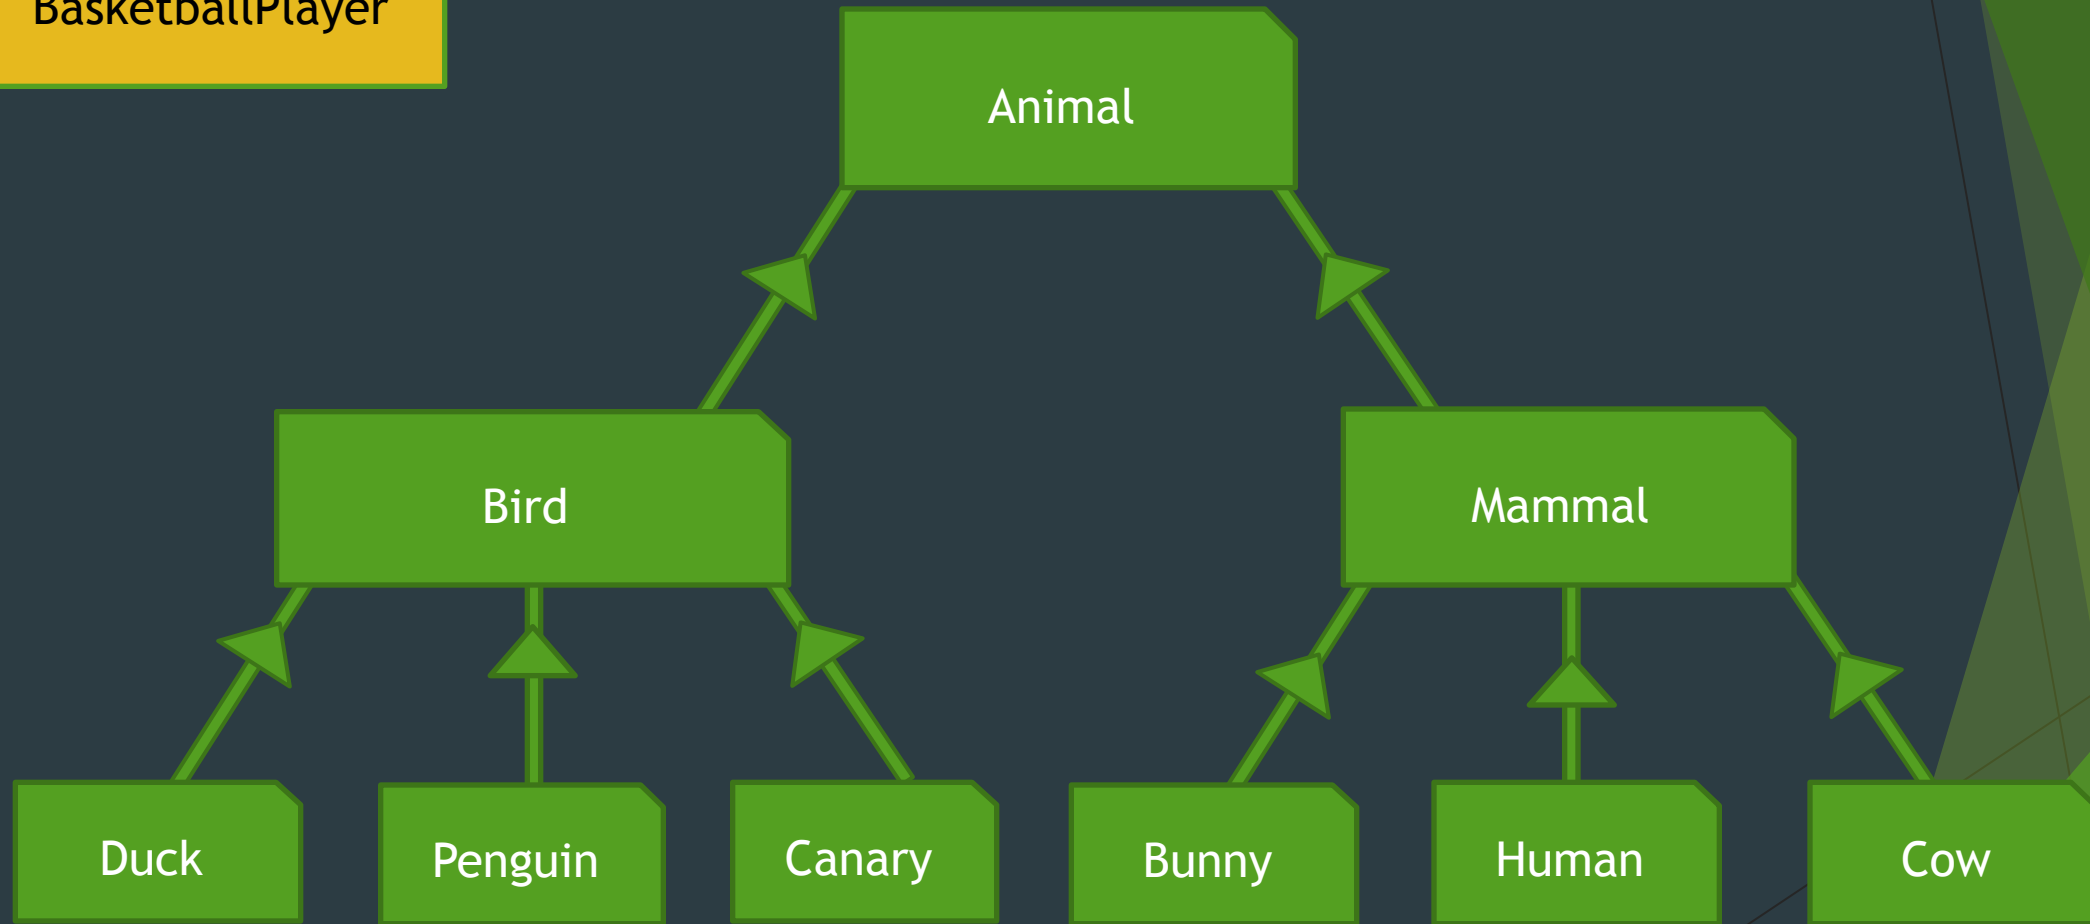 BasketballPlayer
Animal
Bird
Mammal
Duck
Penguin
Canary
Bunny
Human
Cow